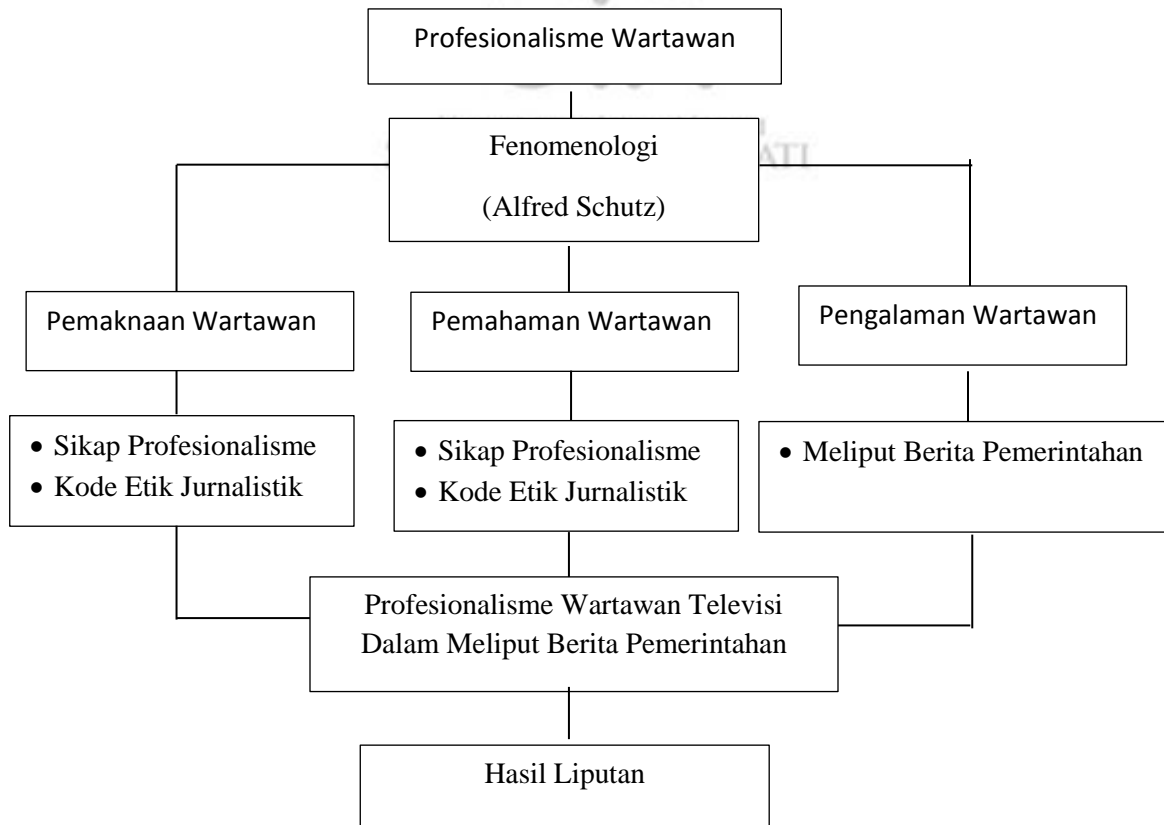 Profesionalisme Wartawan
Fenomenologi
(Alfred Schutz)
ATI
Pemaknaan Wartawan
Pemahaman Wartawan
Pengalaman Wartawan
• Sikap Profesionalisme
• Kode Etik Jurnalistik
• Sikap Profesionalisme
• Kode Etik Jurnalistik
• Meliput Berita Pemerintahan
Profesionalisme Wartawan Televisi
Dalam Meliput Berita Pemerintahan
Hasil Liputan